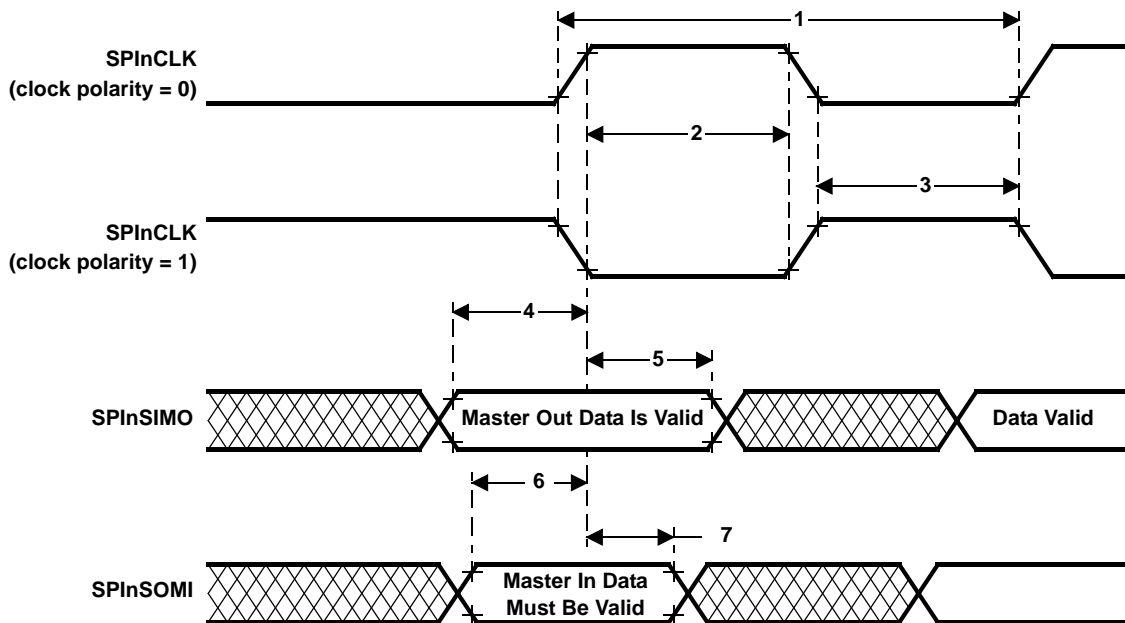 1
SPInCLK
(clock polarity = 0)
2
3
SPInCLK
(clock polarity = 1)
4
5
SPInSIMO
Master Out Data Is Valid
Data Valid
6
7
SPInSOMI
Master In Data
Must Be Valid